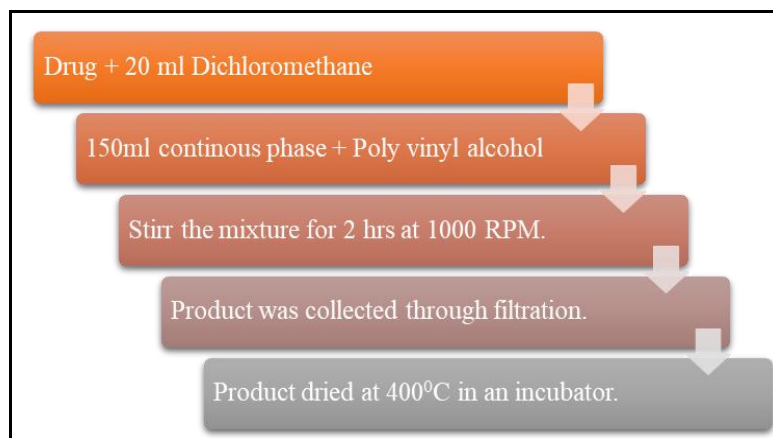 Drug + 20 ml Dichloromethane
150ml continous phase + Poly vinyl alcohol
Stirr the mixture for 2 hrs at 1000 RPM.
Product was collected through filtration.
Product dried at 400⁰C in an incubator.